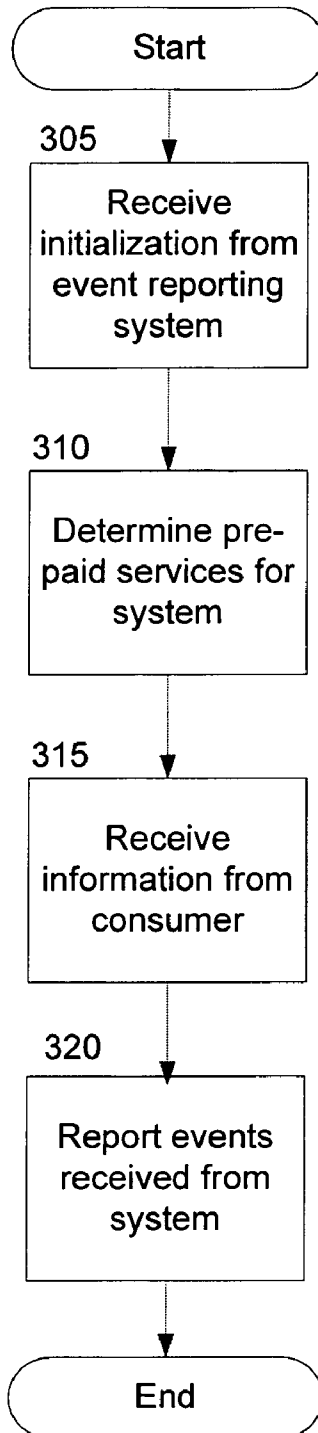 Start
305
Receive
initialization from
event reporting
system
310
Determine pre-
paid services for
system
315
Receive
information from
consumer
320
Report events
received from
system
End